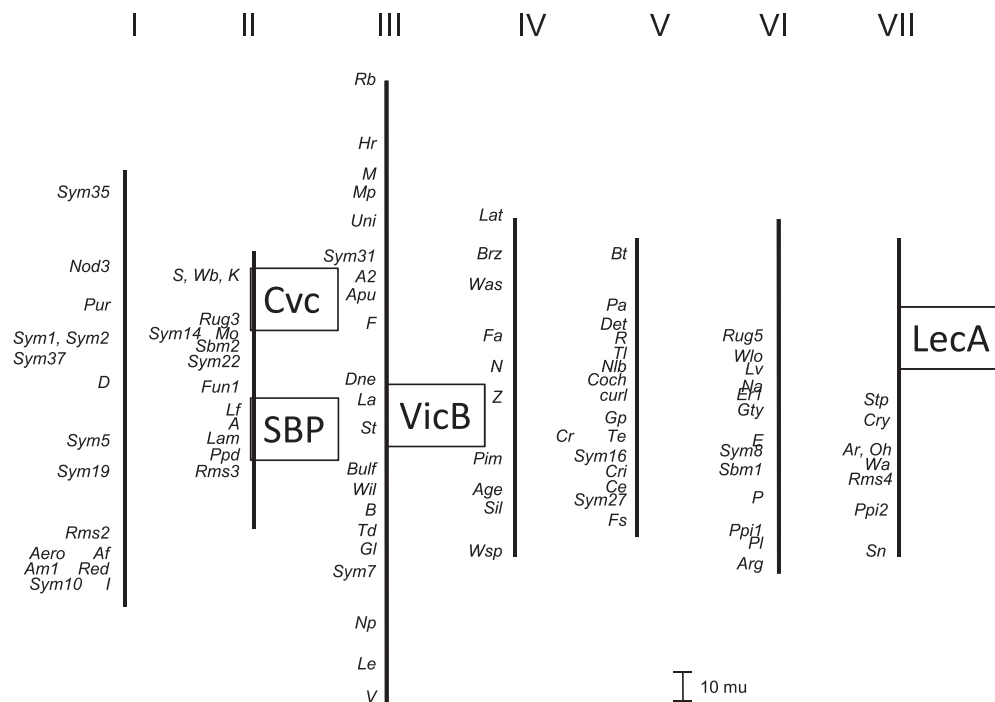 I II III IV V VI VII
Sym35
Nod3
Pur
Sym1, Sym2
Sym37
D
Sym5
Sym19
Rms2
Aero Af
Am1 Red
Sym10 I
S, Wb, K
Cvc
Rug3
Sym14 Mo
Sbm2
Sym22
Fun1
Lf
A
SBP
Lam
Ppd
Rms3
Rb
Hr
M
Mp
Uni
Sym31
A2
Apu
F
Dne
La
VicB
St
Bulf
Wil
B
Td
Gl
Sym7
Np
Le
V
Lat
Brz
Was
Fa
N
Z
Pim
Age
Sil
Wsp
Bt
Pa
Det
R
Tl
Nlb
Coch
curl
Gp
Cr Te
Sym16
Cri
Ce
Sym27
Fs
Rug5
Wlo
Lv
Na
Er1
Gty
E
Sym8
Sbm1
P
Ppi1
Pl
Arg
LecA
Stp
Cry
Ar, Oh
Wa
Rms4
Ppi2
Sn
10 mu